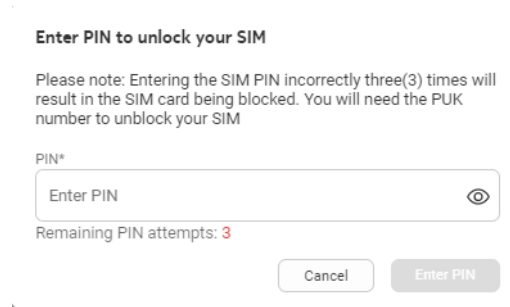 Enter PIN to unlock your SIM
Please note: Entering the SIM PIN incorrectly three(3) times will
result in the SIM card being blocked. You will need the PUK
number to unblock your SIM
PIN*
Enter PIN
Remaining PIN attempts: 3
Cancel
Enter PIN